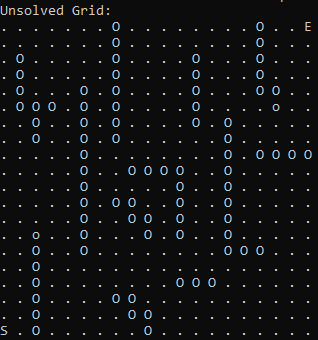 Unsolved Grid:
. . . . . . . O . . . . . . . . O . . E
. . . . . . . O . . . . . . . . O . . .
. O . . . . . O . . . . O . . . O . . .
. O . . . . . O . . . . O . . . O . . .
. O . . . O . O . . . . O . . . O O . .
. O O O . O . O . . . . O . . . . o . .
. . O . . O . O . . . . O . O . . . . .
. . O . . O . O . . . . . . O . . . . .
. . . . . O . . . . . . . . O . O O O O
. . . . . O . . O O O O . . O . . . . .
. . . . . O . . . . . O . . O . . . . .
. . . . . O . O O . . O . . O . . . . .
. . . . . O . . O O . O . . O . . . . .
. . o . . O . . . O . O . . O . . . . .
. . O . . O . . . . . . . . O O O . . .
. . O . . . . . . . . . . . . . . . . .
. . O . . . . . . . . O O O . . . . . .
. . O . . . . O O . . . . . . . . . . .
. . O . . . . . O O . . . . . . . . . .
S . O . . . . . . O . . . . . . . . . .